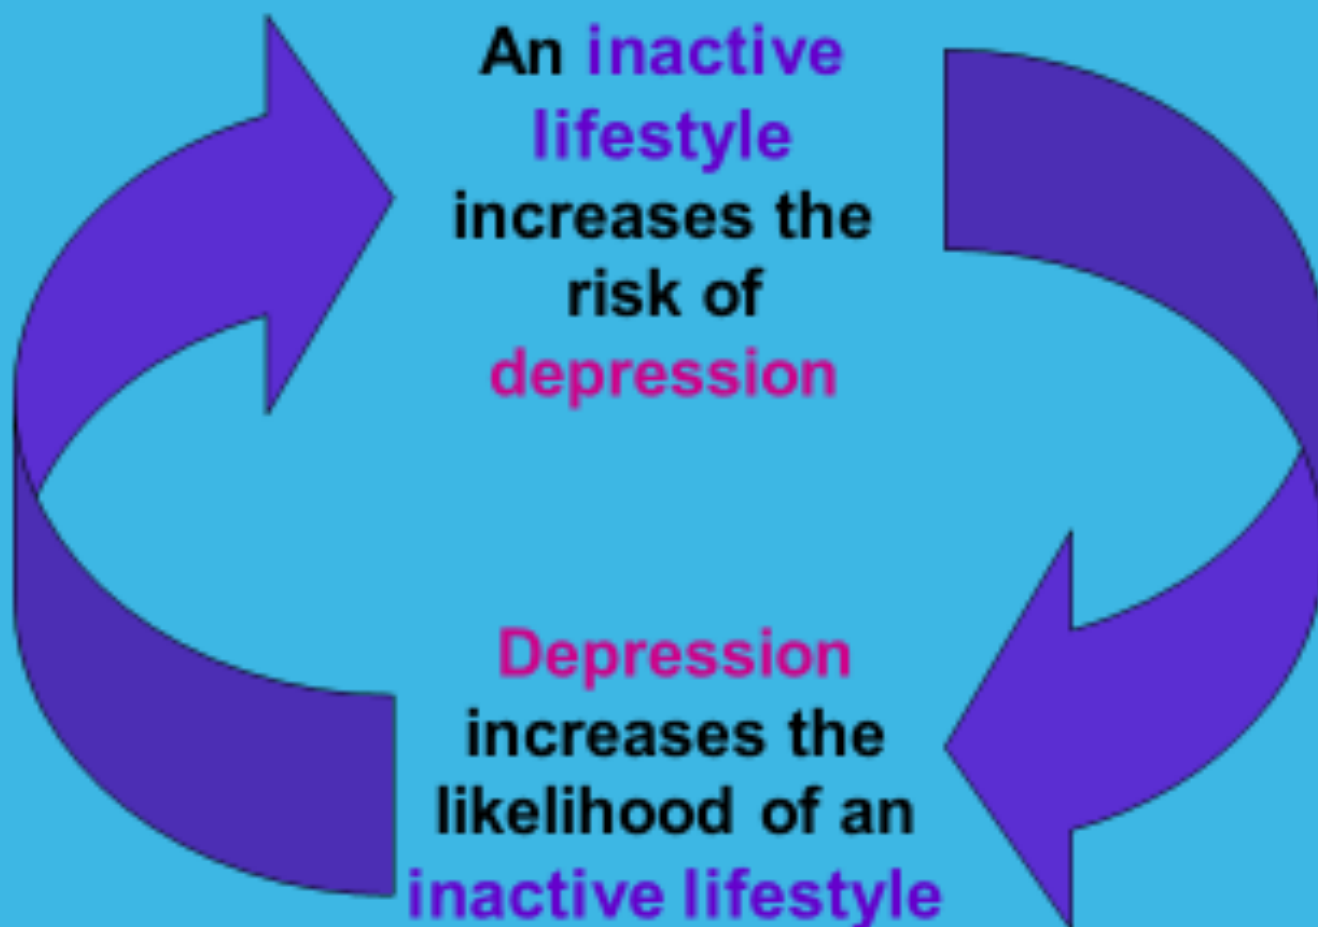 An inactive
lifestyle
increases the
risk of
depression
Depression
increases the
likelihood of an
inactive lifestyle